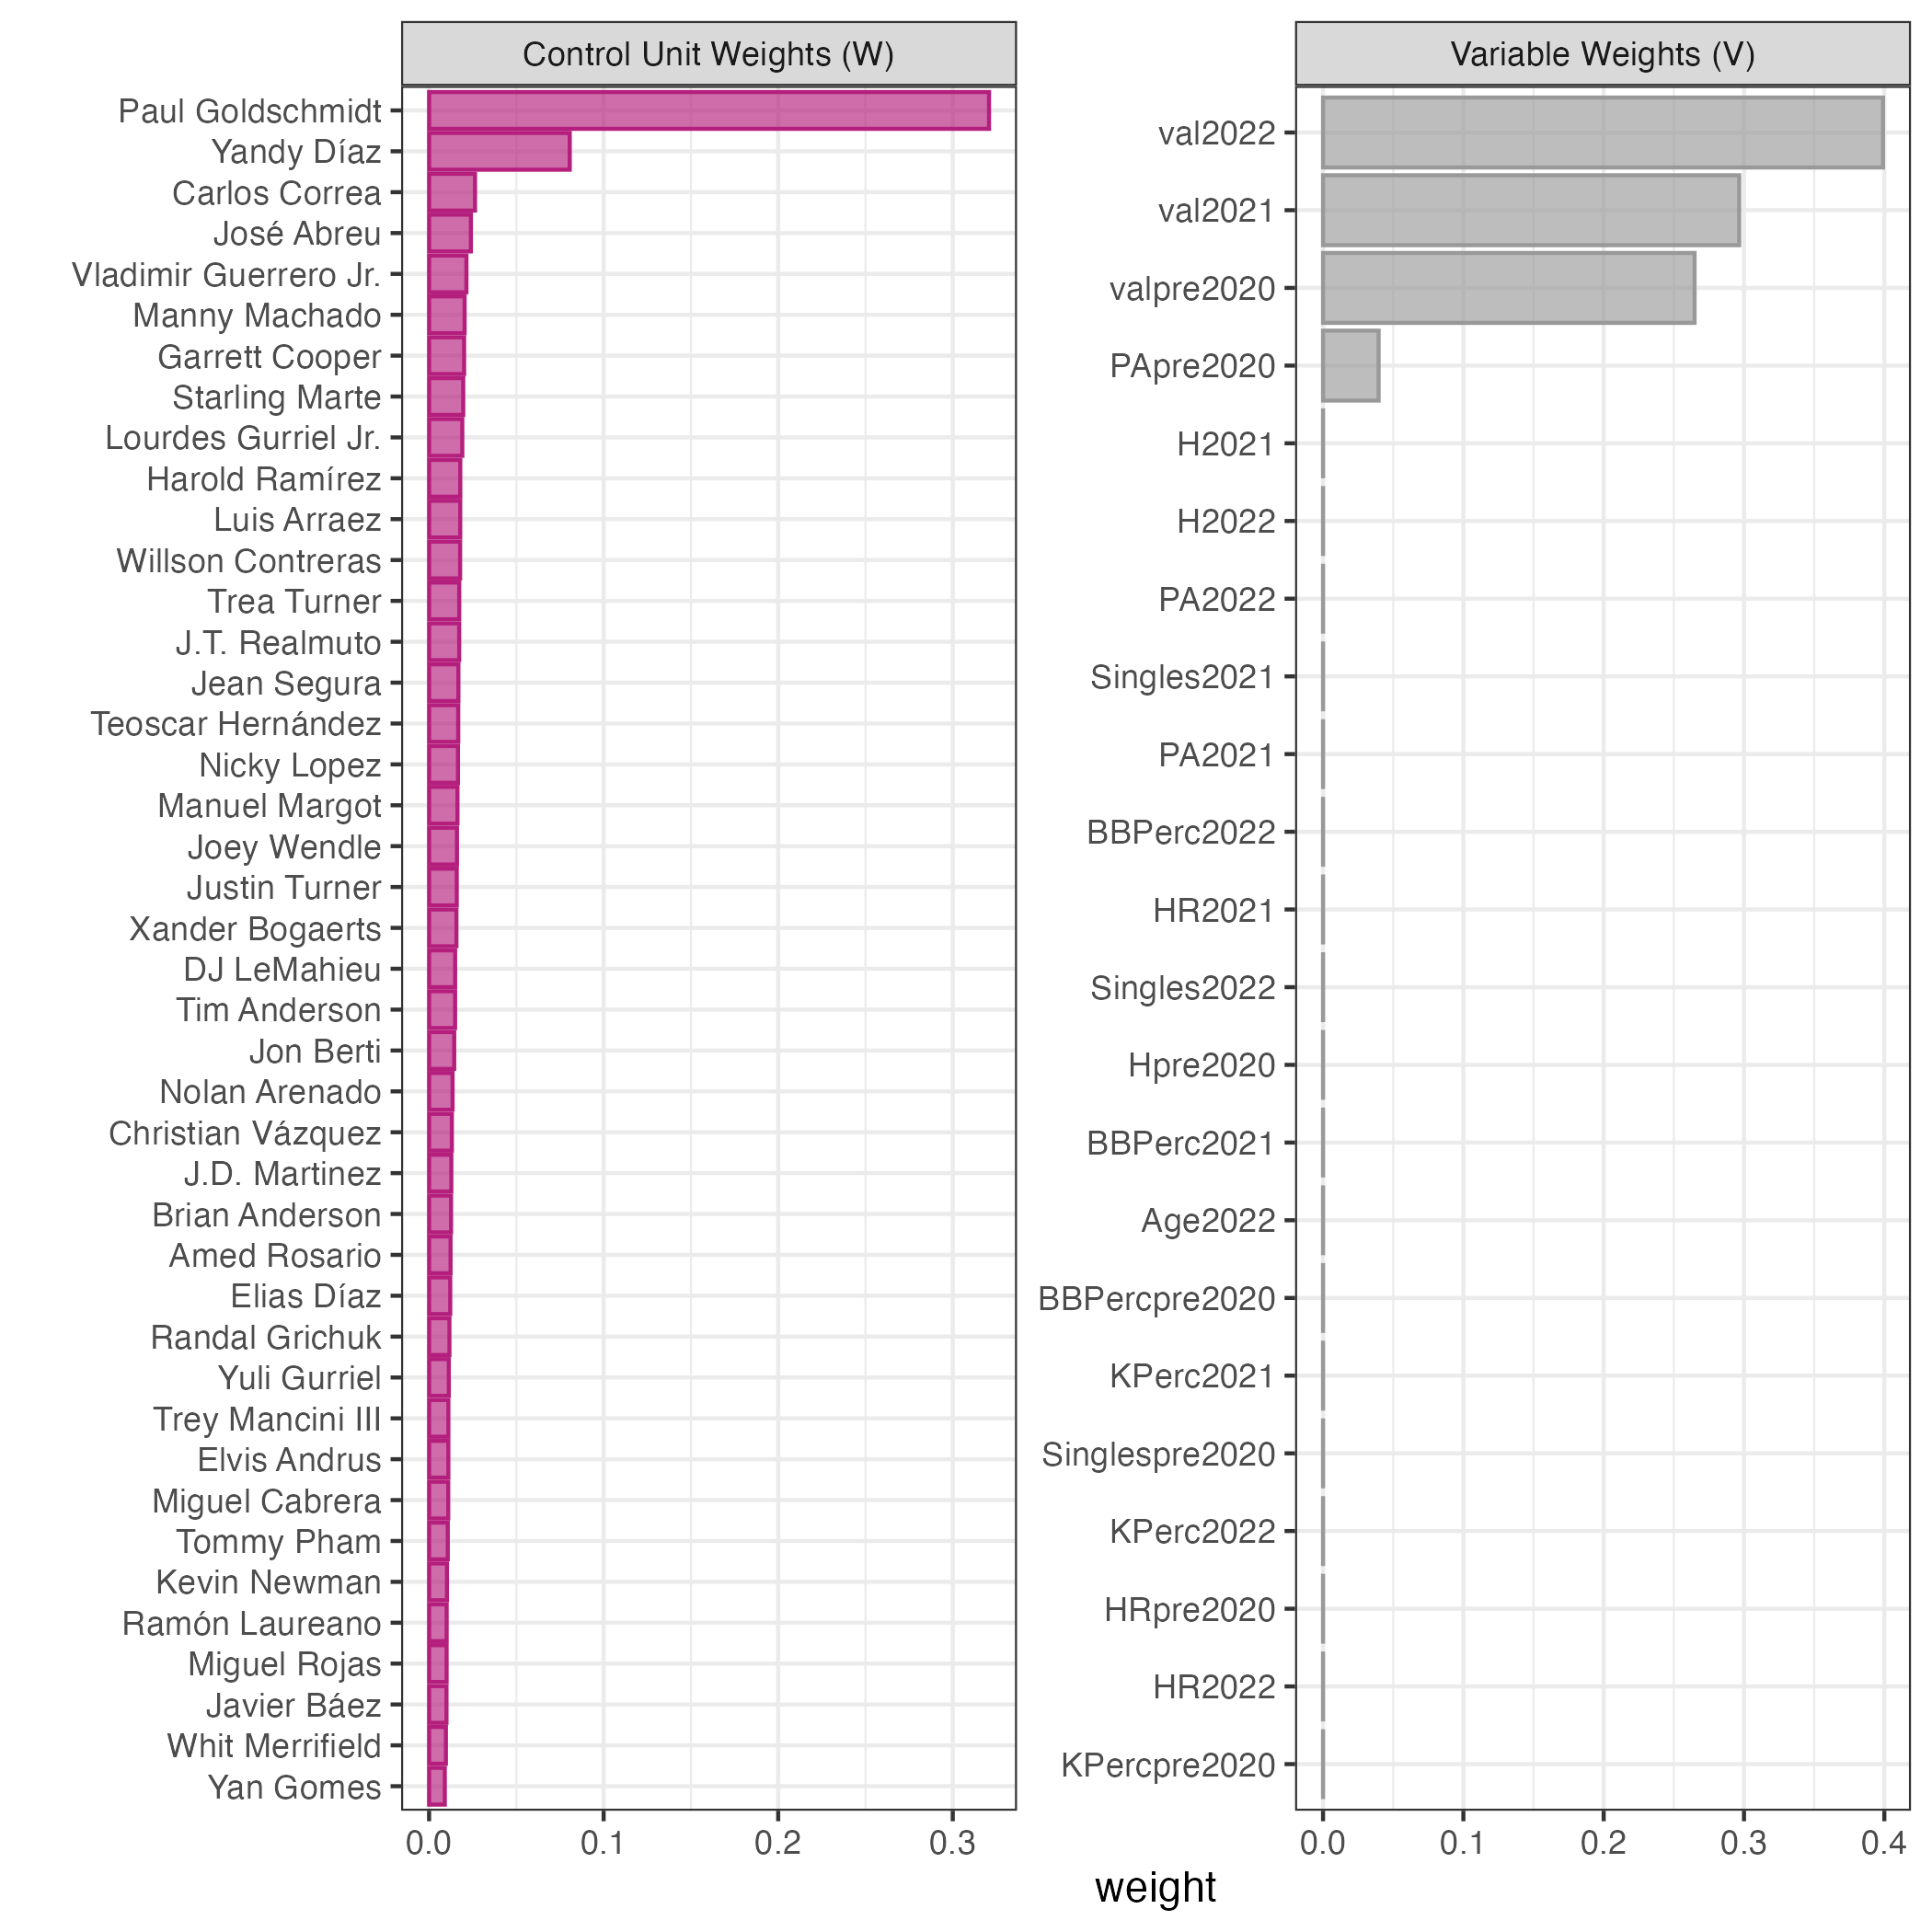 Control Unit Weights (W)
Paul Goldschmidt
Yandy Díaz
Carlos Correa
José Abreu
Vladimir Guerrero Jr.
Manny Machado
Garrett Cooper
Starling Marte
Lourdes Gurriel Jr.
Harold Ramírez
Luis Arraez
Willson Contreras
Trea Turner
J.T. Realmuto
Jean Segura
Teoscar Hernández
Nicky Lopez
Manuel Margot
Joey Wendle
Justin Turner
Xander Bogaerts
DJ LeMahieu
Tim Anderson
Jon Berti
Nolan Arenado
Christian Vázquez
J.D. Martinez
Brian Anderson
Amed Rosario
Elias Díaz
Randal Grichuk
Yuli Gurriel
Trey Mancini III
Elvis Andrus
Miguel Cabrera
Tommy Pham
Kevin Newman
Ramón Laureano
Miguel Rojas
Javier Báez
Whit Merrifield
Yan Gomes
0.0 0.1 0.2 0.3
Variable Weights (V)
val2022
val2021
valpre2020
PApre2020
H2021
H2022
PA2022
Singles2021
PA2021
BBPerc2022
HR2021
Singles2022
Hpre2020
BBPerc2021
Age2022
BBPercpre2020
KPerc2021
Singlespre2020
KPerc2022
HRpre2020
HR2022
KPercpre2020
0.0 0.1 0.2 0.3 0.4
weight